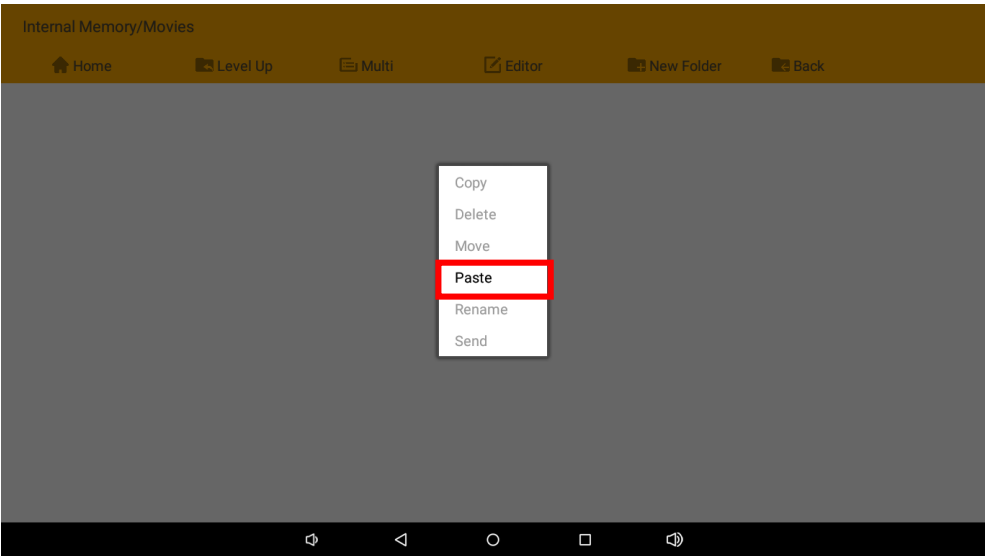 Internal Memory/Movies
Home Level Up Multi Editor New Folder Back
Copy
Delete
Move
Paste
Rename
Send